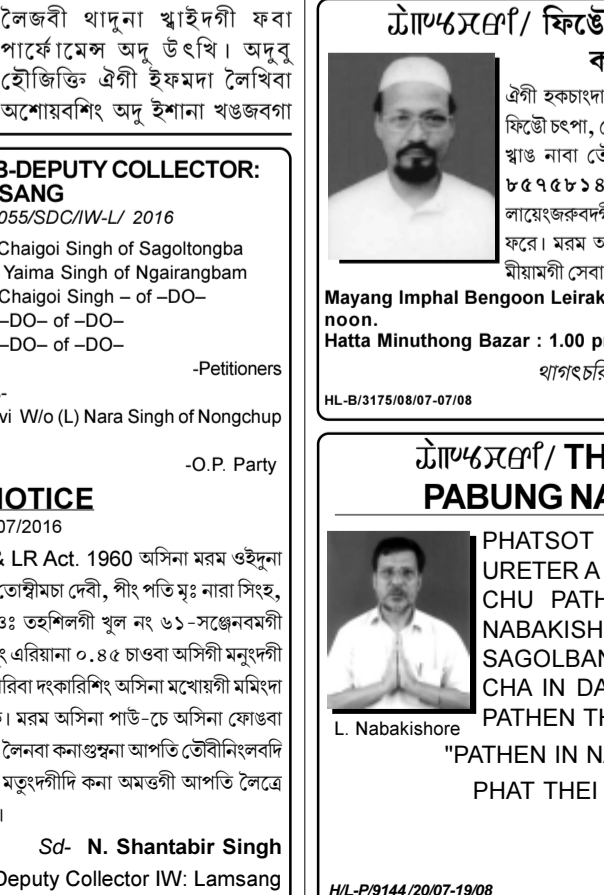 লৈজবী থাদুনা খ্বাইদগী ফবা
পার্ফোমেন্স অদু উৎখি। অদুবু
হৌজিক্তি ঐগী ইফমদা লৈখিবা
অশোয়বশিং অদু ইশানা খঙজবগা
B-DEPUTY COLLECTOR:
SANG
055/SDC/IW-L/ 2016
Chaigoi Singh of Sagoltongba
Yaima Singh of Ngairangbam
Chaigoi Singh – of –DO–
–DO– of –DO–
–DO– of –DO–
-Petitioners
vi W/o (L) Nara Singh of Nongchup
-O.P. Party
NOTICE
07/2016
& LR Act. 1960 অসিনা মরম ওইদুনা
তোম্বীমচা দেবী, পীং পতি মৃঃ নারা সিংহ,
তহশিলগী খুল নং ৬১-সঞ্জেনবমগী
এরিয়ানা ০.৪৫ চাওবা অসিগী মনুংদগী
রিবা দংকারিশিং অসিনা মখোয়গী মমিংদা
। মরম অসিনা পাউ-চে অসিনা ফোঙবা
লৈনবা কনাগুম্বনা আপতি তৌবীনিংলবদি
মতুংদগীদি কনা অমত্তগী আপতি লৈত্রে
।
Sd- N. Shantabir Singh
Deputy Collector IW: Lamsang
/ ফিঙৌ
ক
ঐগী হকচাংদা
ফিঙৌ চৎপা,
খ্বাঙ নাবা তৌ
৮৫৭৫৮১৪
লায়েংজরুবদগী
ফরে। মরম অ
মীয়ামগী সেবা
Mayang Imphal Bengoon Leirak
noon.
Hatta Minuthong Bazar : 1.00 p
থাগৎচরি
HL-B/3175/08/07-07/08
/ TH
PABUNG NA
PHATSOT
URETER A
CHU PATH
NABAKISH
SAGOLBAN
CHA IN DA
PATHEN TH
L. Nabakishore
"PATHEN IN NA
PHAT THEI
H/L-P/9144/20/07-19/08